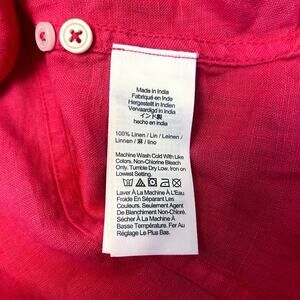 Made in India
Fabriqué en Inde
Hergestellt in Indien
Vervaardigd in India
インド製
hecho en india
100% Linen / Lin / Leinen /
Linnen / 麻 / lino
Machine Wash Cold With Like
Colors. Non-Chlorine Bleach
Only. Tumble Dry Low. Iron on
Lowest Setting.
Laver À La Machine À L'Eau
Froide En Séparant Les
Couleurs. Seulement Agent
De Blanchiment Non-Chloré.
Sécher À La Machine À
Basse Température. Fer Au
Réglage Le Plus Bas.